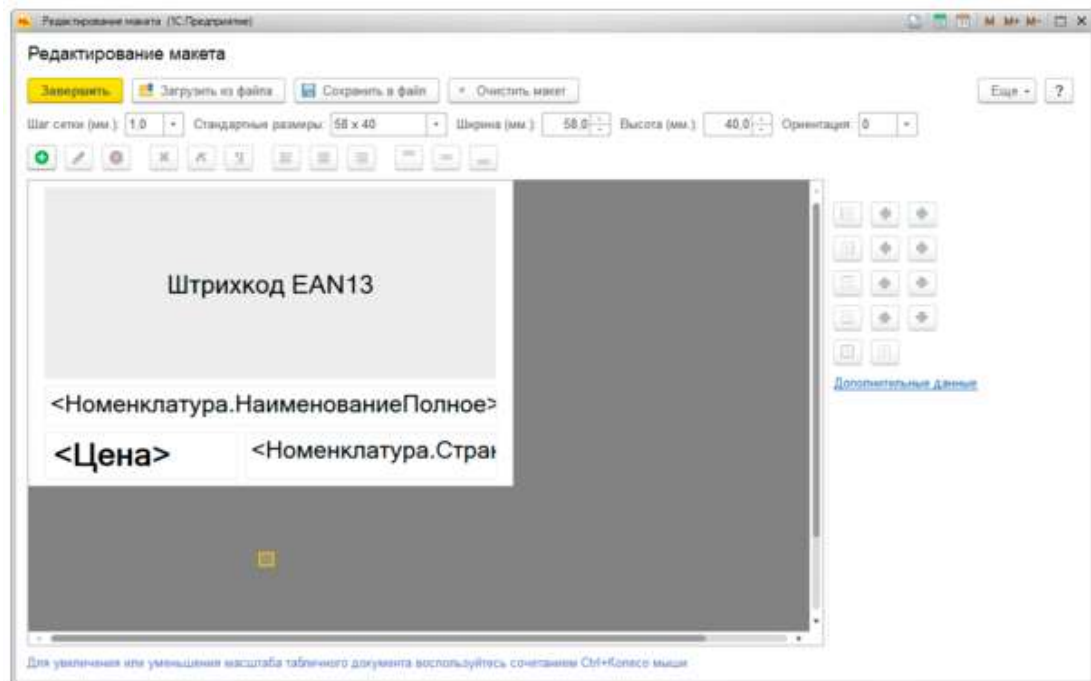 Редактирование макета (1С:Предприятие)
M M+ M-
Редактирование макета
Завершить Загрузить из файла Сохранить в файл Очистить макет Еще ?
Шаг сетки (мм.): 1,0 Стандартные размеры: 58 x 40 Ширина (мм.): 58,0 Высота (мм.): 40,0 Ориентация: 0
Штрихкод EAN13
<Номенклатура.НаименованиеПолное>
<Цена> <Номенклатура.Стран
Дополнительные данные
Для увеличения или уменьшения масштаба табличного документа воспользуйтесь сочетанием Ctrl+Колесо мыши